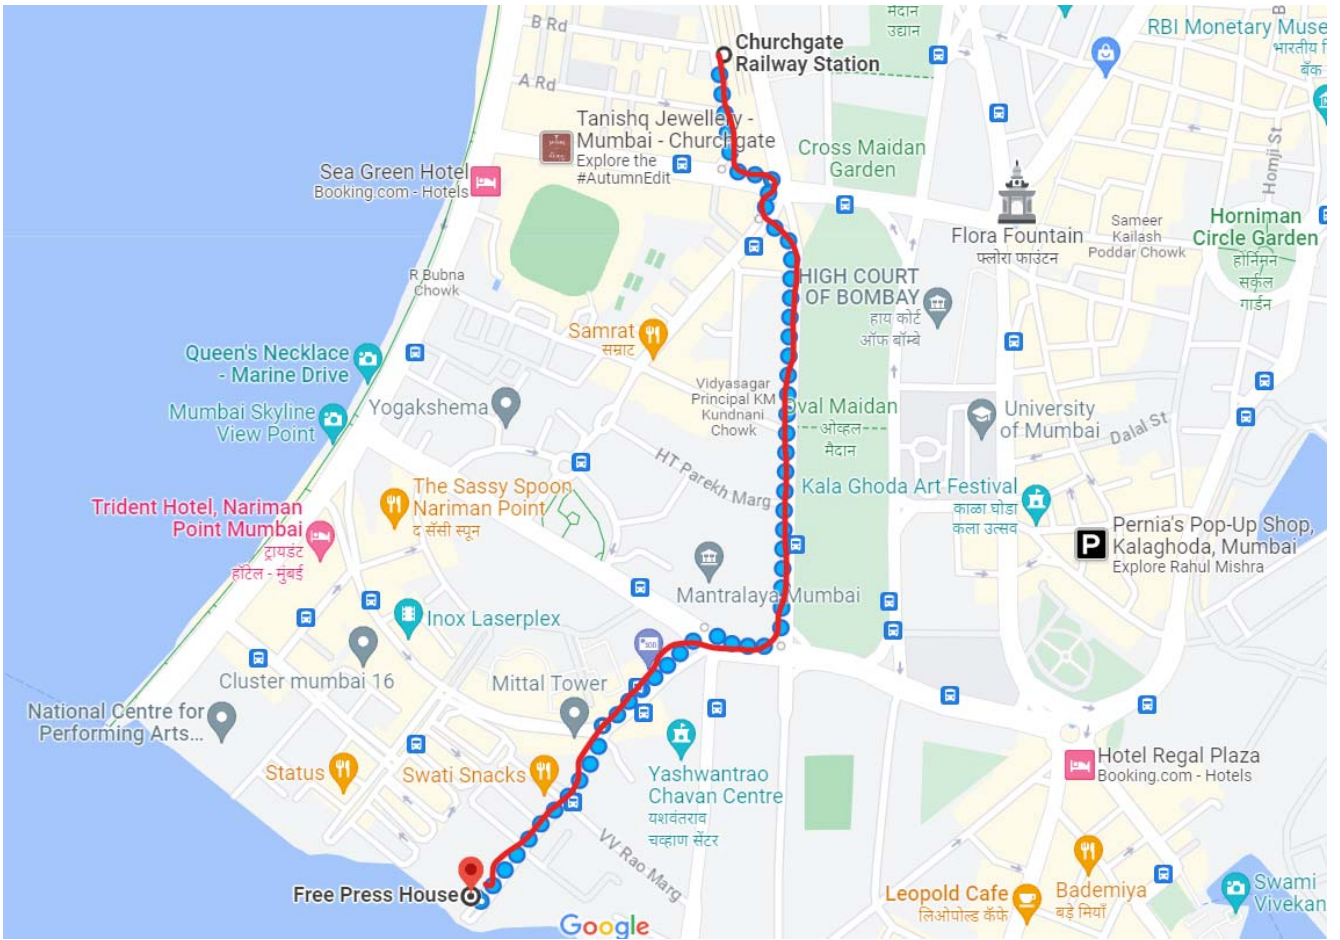 B Rd
मैदान
उद्यान
B
RBI Monetary Muse
भारतीय रि
बैंक
Churchgate
Railway Station
A Rd
Tanishq Jewellery -
Mumbai - Churchgate
Explore the
#AutumnEdit
Cross Maidan
Garden
Homji St
Sea Green Hotel
Booking.com - Hotels
Flora Fountain
फ्लोरा फाउंटन
Sameer
Kailash
Poddar Chowk
Horniman
Circle Garden
हॉर्निमन
सर्कल
गार्डन
R Bubna
Chowk
HIGH COURT
OF BOMBAY
हाय कोर्ट
ऑफ बॉम्बे
Samrat
सम्राट
Queen's Necklace
- Marine Drive
Mumbai Skyline
View Point
Yogakshema
Vidyasagar
Principal KM
Kundnani
Chowk
Oval Maidan
ओव्हल
मैदान
University
of Mumbai
Dalal St
HT Parekh Marg
The Sassy Spoon,
Nariman Point
द सॅसी स्पून
Kala Ghoda Art Festival
काळा घोडा
कला उत्सव
Trident Hotel, Nariman
Point Mumbai
ट्रायडंट
हॉटेल - मुंबई
P
Pernia's Pop-Up Shop,
Kalaghoda, Mumbai
Explore Rahul Mishra
Mantralaya Mumbai
Inox Laserplex
Cluster mumbai 16
Mittal Tower
National Centre for
Performing Arts...
Status
Swati Snacks
Yashwantrao
Chavan Centre
यशवंतराव
चव्हाण सेंटर
Hotel Regal Plaza
Booking.com - Hotels
VV Rao Marg
Free Press House
Leopold Cafe
लिओपोल्ड कॅफे
Bademiya
बडे मियाँ
Swami
Vivekan
Google